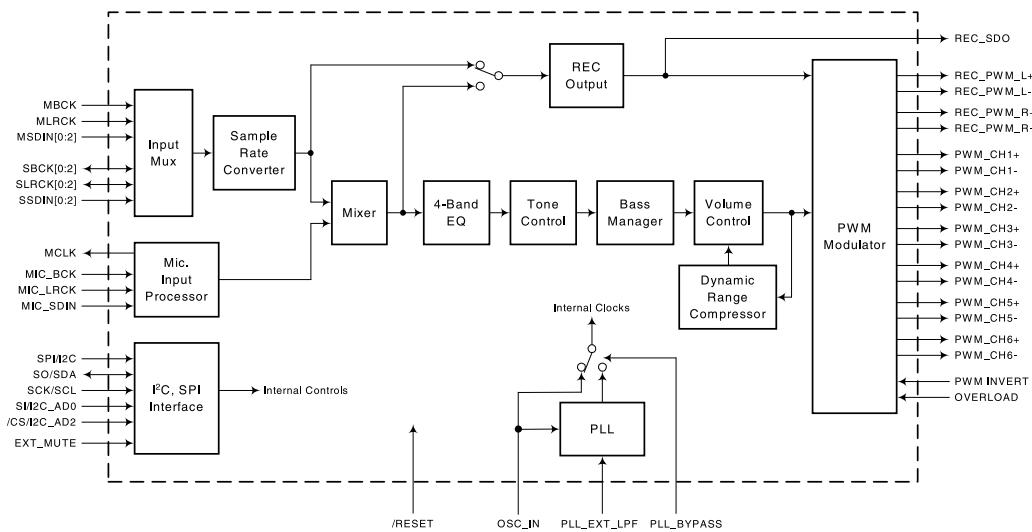 REC_SDO
REC
Output
REC_PWM_L+
REC_PWM_L-
REC_PWM_R-
REC_PWM_R-
MBCK
MLRCK
MSDIN[0:2]
SBCK[0:2]
SLRCK[0:2]
SSDIN[0:2]
Input
Mux
Sample
Rate
Converter
Mixer
4-Band
EQ
Tone
Control
Bass
Manager
Volume
Control
Dynamic
Range
Compressor
PWM
Modulator
PWM_CH1+
PWM_CH1-
PWM_CH2+
PWM_CH2-
PWM_CH3+
PWM_CH3-
PWM_CH4+
PWM_CH4-
PWM_CH5+
PWM_CH5-
PWM_CH6+
PWM_CH6-
PWM INVERT
OVERLOAD
MCLK
MIC_BCK
MIC_LRCK
MIC_SDIN
Mic.
Input
Processor
SPI/I2C
SO/SDA
SCK/SCL
SI/I2C_AD0
/CS/I2C_AD2
EXT_MUTE
I²C, SPI
Interface
Internal Controls
Internal Clocks
PLL
/RESET
OSC_IN
PLL_EXT_LPF
PLL_BYPASS